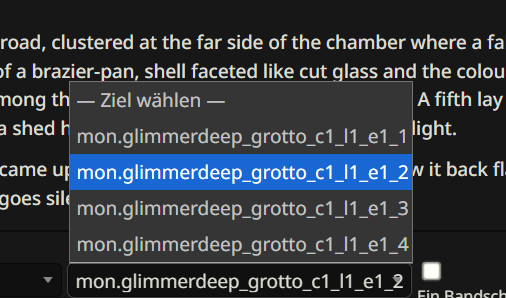 road, clustered at the far side of the chamber where a fa
of a brazier-pan, shell faceted like cut glass and the colou
— Ziel wählen —
mong th
A fifth lay
mon.glimmerdeep_grotto_c1_l1_e1_1
a shed h
light.
mon.glimmerdeep_grotto_c1_l1_e1_2
came up
w it back fl
goes sile
mon.glimmerdeep_grotto_c1_l1_e1_3
mon.glimmerdeep_grotto_c1_l1_e1_4
mon.glimmerdeep_grotto_c1_l1_e1_2
Ein Bandsch